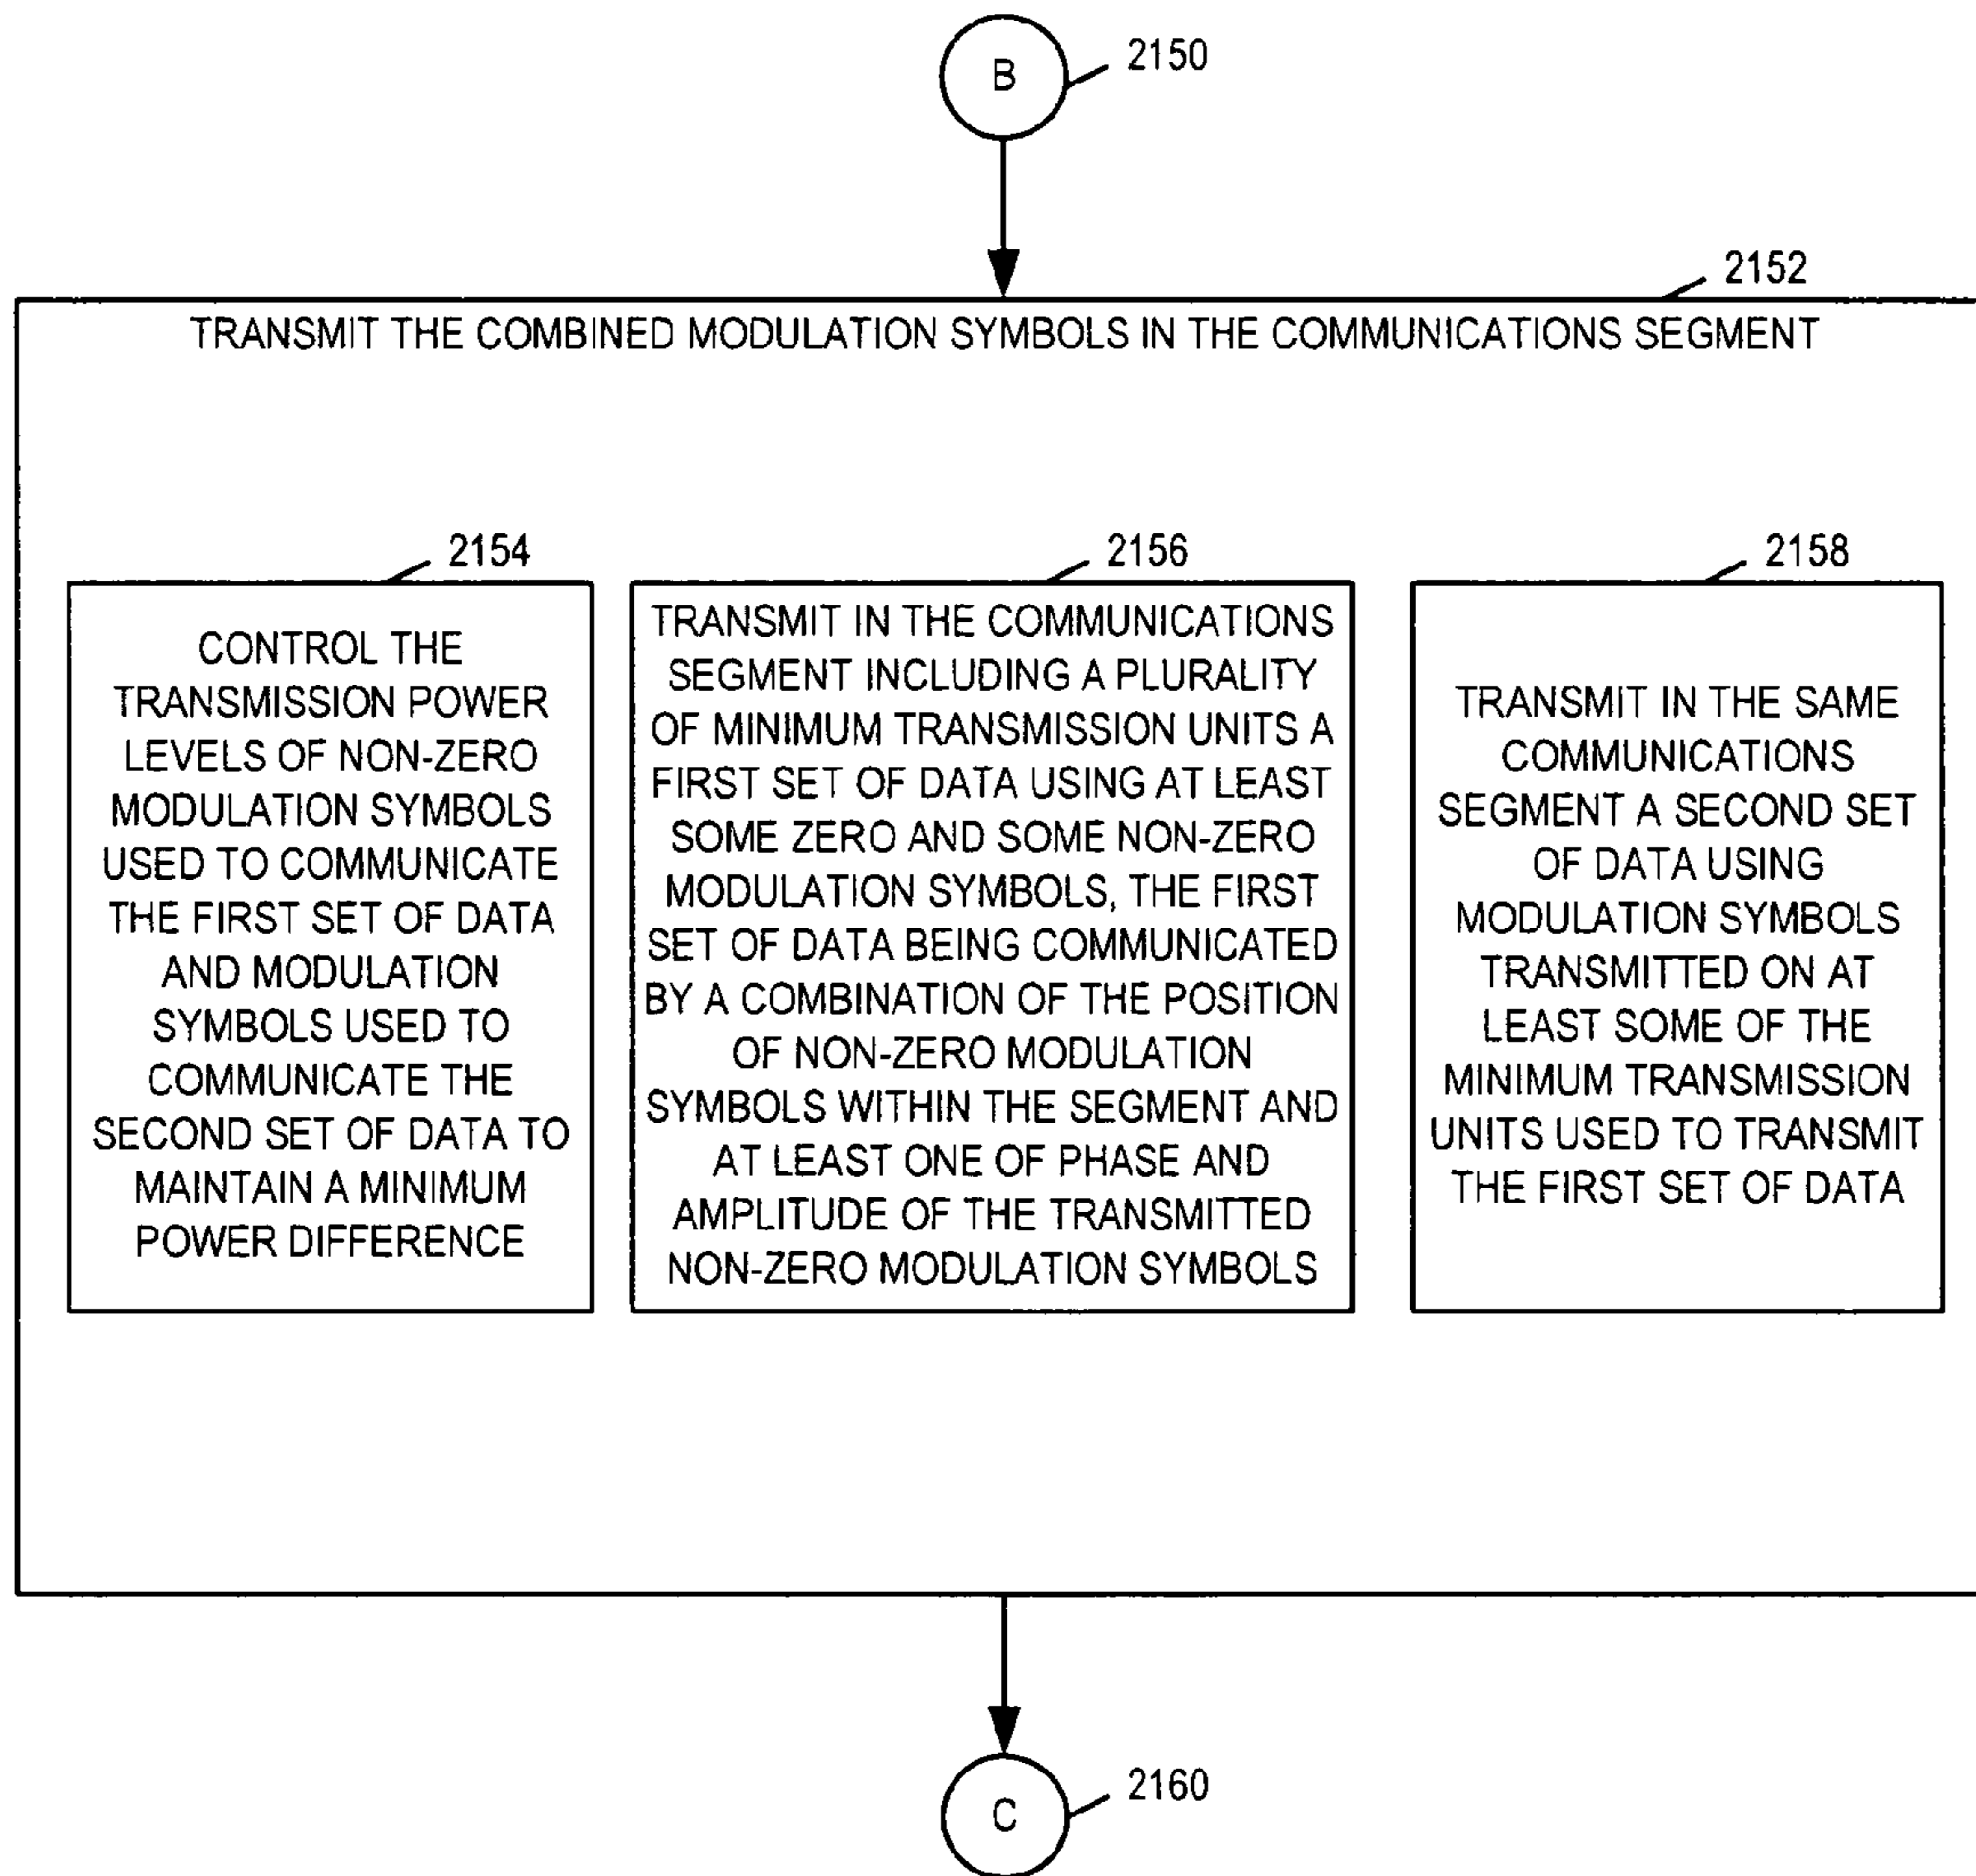 B
2150
2152
TRANSMIT THE COMBINED MODULATION SYMBOLS IN THE COMMUNICATIONS SEGMENT
2154
CONTROL THE
TRANSMISSION POWER
LEVELS OF NON-ZERO
MODULATION SYMBOLS
USED TO COMMUNICATE
THE FIRST SET OF DATA
AND MODULATION
SYMBOLS USED TO
COMMUNICATE THE
SECOND SET OF DATA TO
MAINTAIN A MINIMUM
POWER DIFFERENCE
2156
TRANSMIT IN THE COMMUNICATIONS
SEGMENT INCLUDING A PLURALITY
OF MINIMUM TRANSMISSION UNITS A
FIRST SET OF DATA USING AT LEAST
SOME ZERO AND SOME NON-ZERO
MODULATION SYMBOLS, THE FIRST
SET OF DATA BEING COMMUNICATED
BY A COMBINATION OF THE POSITION
OF NON-ZERO MODULATION
SYMBOLS WITHIN THE SEGMENT AND
AT LEAST ONE OF PHASE AND
AMPLITUDE OF THE TRANSMITTED
NON-ZERO MODULATION SYMBOLS
2158
TRANSMIT IN THE SAME
COMMUNICATIONS
SEGMENT A SECOND SET
OF DATA USING
MODULATION SYMBOLS
TRANSMITTED ON AT
LEAST SOME OF THE
MINIMUM TRANSMISSION
UNITS USED TO TRANSMIT
THE FIRST SET OF DATA
C
2160